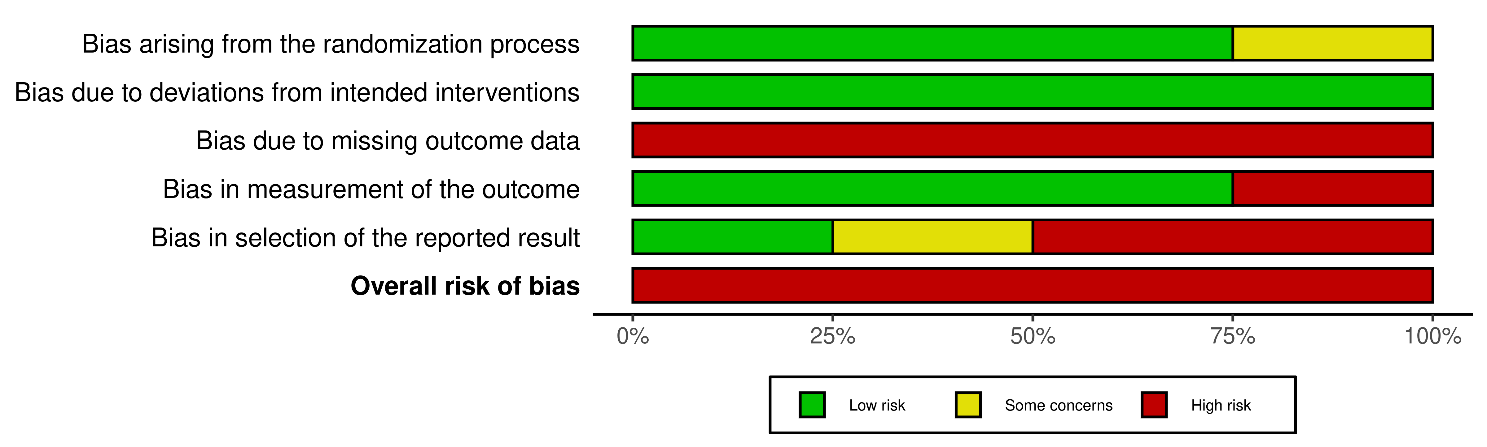 Bias arising from the randomization process
Bias due to deviations from intended interventions
Bias due to missing outcome data
Bias in measurement of the outcome
Bias in selection of the reported result
Overall risk of bias
0% 25% 50% 75% 100%
Low risk Some concerns High risk